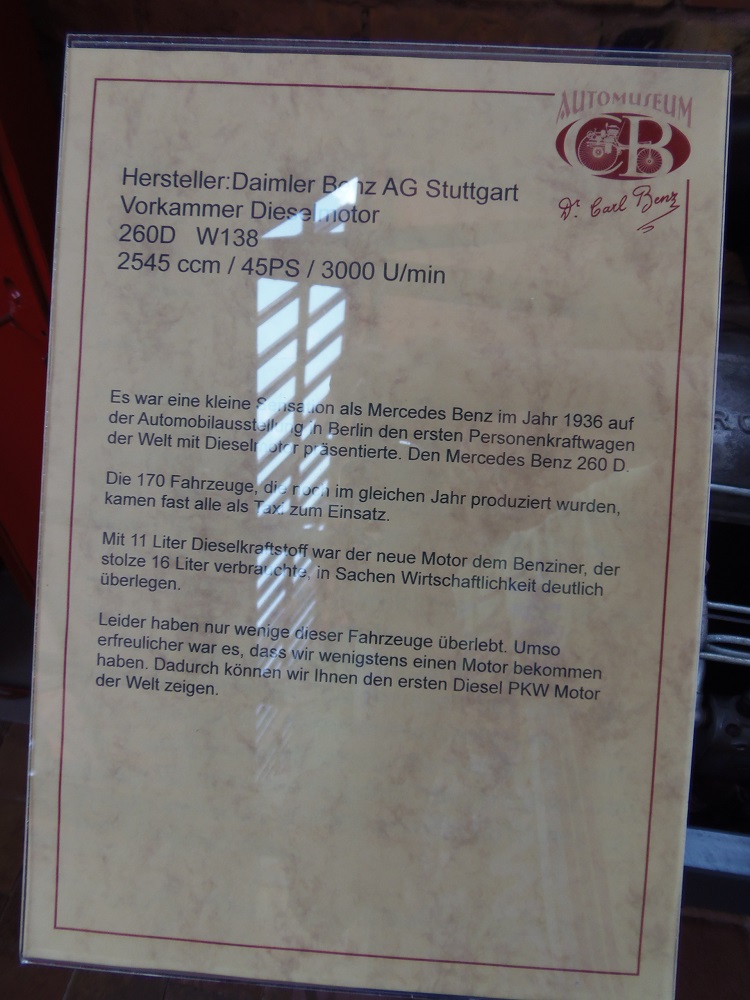 AUTOMUSEUM
CB
Dr. Carl Benz
Hersteller:Daimler Benz AG Stuttgart
Vorkammer Dieselmotor
260D W138
2545 ccm / 45PS / 3000 U/min
Es war eine kleine Sensation als Mercedes Benz im Jahr 1936 auf
der Automobilausstellung in Berlin den ersten Personenkraftwagen
der Welt mit Dieselmotor präsentierte. Den Mercedes Benz 260 D.
Die 170 Fahrzeuge, die noch im gleichen Jahr produziert wurden,
kamen fast alle als Taxi zum Einsatz.
Mit 11 Liter Dieselkraftstoff war der neue Motor dem Benziner, der
stolze 16 Liter verbrauchte, in Sachen Wirtschaftlichkeit deutlich
überlegen.
Leider haben nur wenige dieser Fahrzeuge überlebt. Umso
erfreulicher war es, dass wir wenigstens einen Motor bekommen
haben. Dadurch können wir Ihnen den ersten Diesel PKW Motor
der Welt zeigen.